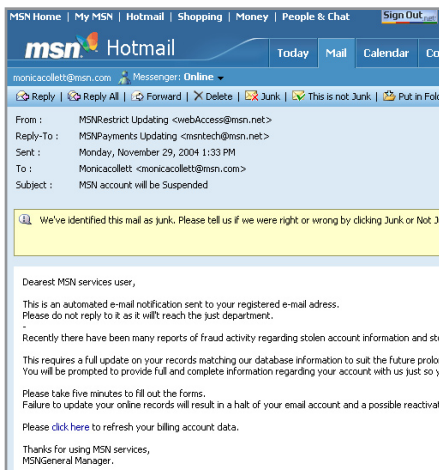 MSN Home | My MSN | Hotmail | Shopping | Money | People & Chat Sign Out
msn Hotmail Today Mail Calendar Co
monicacollett@msn.com Messenger: Online
Reply | Reply All | Forward | Delete | Junk | This is not Junk | Put in Fol
From : MSNRestrict Updating <webAccess@msn.net>
Reply-To : MSNPayments Updating <msntech@msn.net>
Sent : Monday, November 29, 2004 1:33 PM
To : Monicacollett <monicacollett@msn.com>
Subject : MSN account will be Suspended
We've identified this mail as junk. Please tell us if we were right or wrong by clicking Junk or Not J
Dearest MSN services user,
This is an automated e-mail notification sent to your registered e-mail adress.
Please do not reply to it as it will't reach the just department.
-
Recently there have been many reports of fraud activity regarding stolen account information and sto
This requires a full update on your records matching our database information to suit the future prolo
You will be prompted to provide full and complete information regarding your account with us just so y
Please take five minutes to fill out the forms.
Failure to update your online records will result in a halt of your email account and a possible reactivat
Please click here to refresh your billing account data.
Thanks for using MSN services,
MSNGeneral Manager.